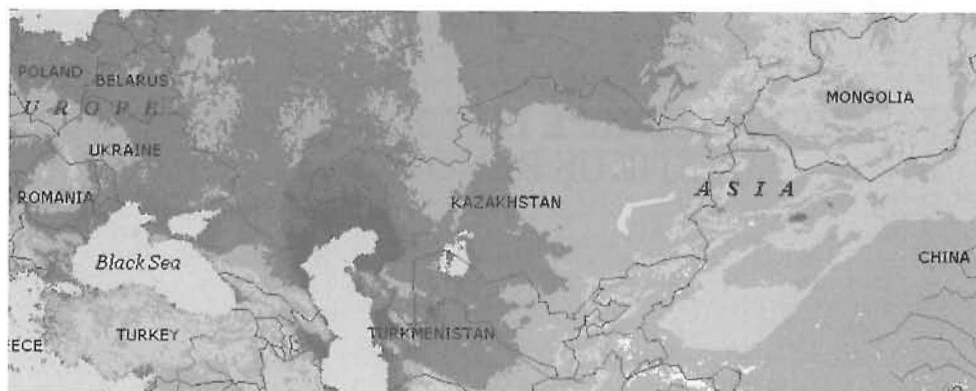 POLAND
BELARUS
U R O P E
UKRAINE
ROMANIA
Black Sea
TURKEY
ECE
KAZAKHSTAN
TURKMENISTAN
A S I A
MONGOLIA
CHINA